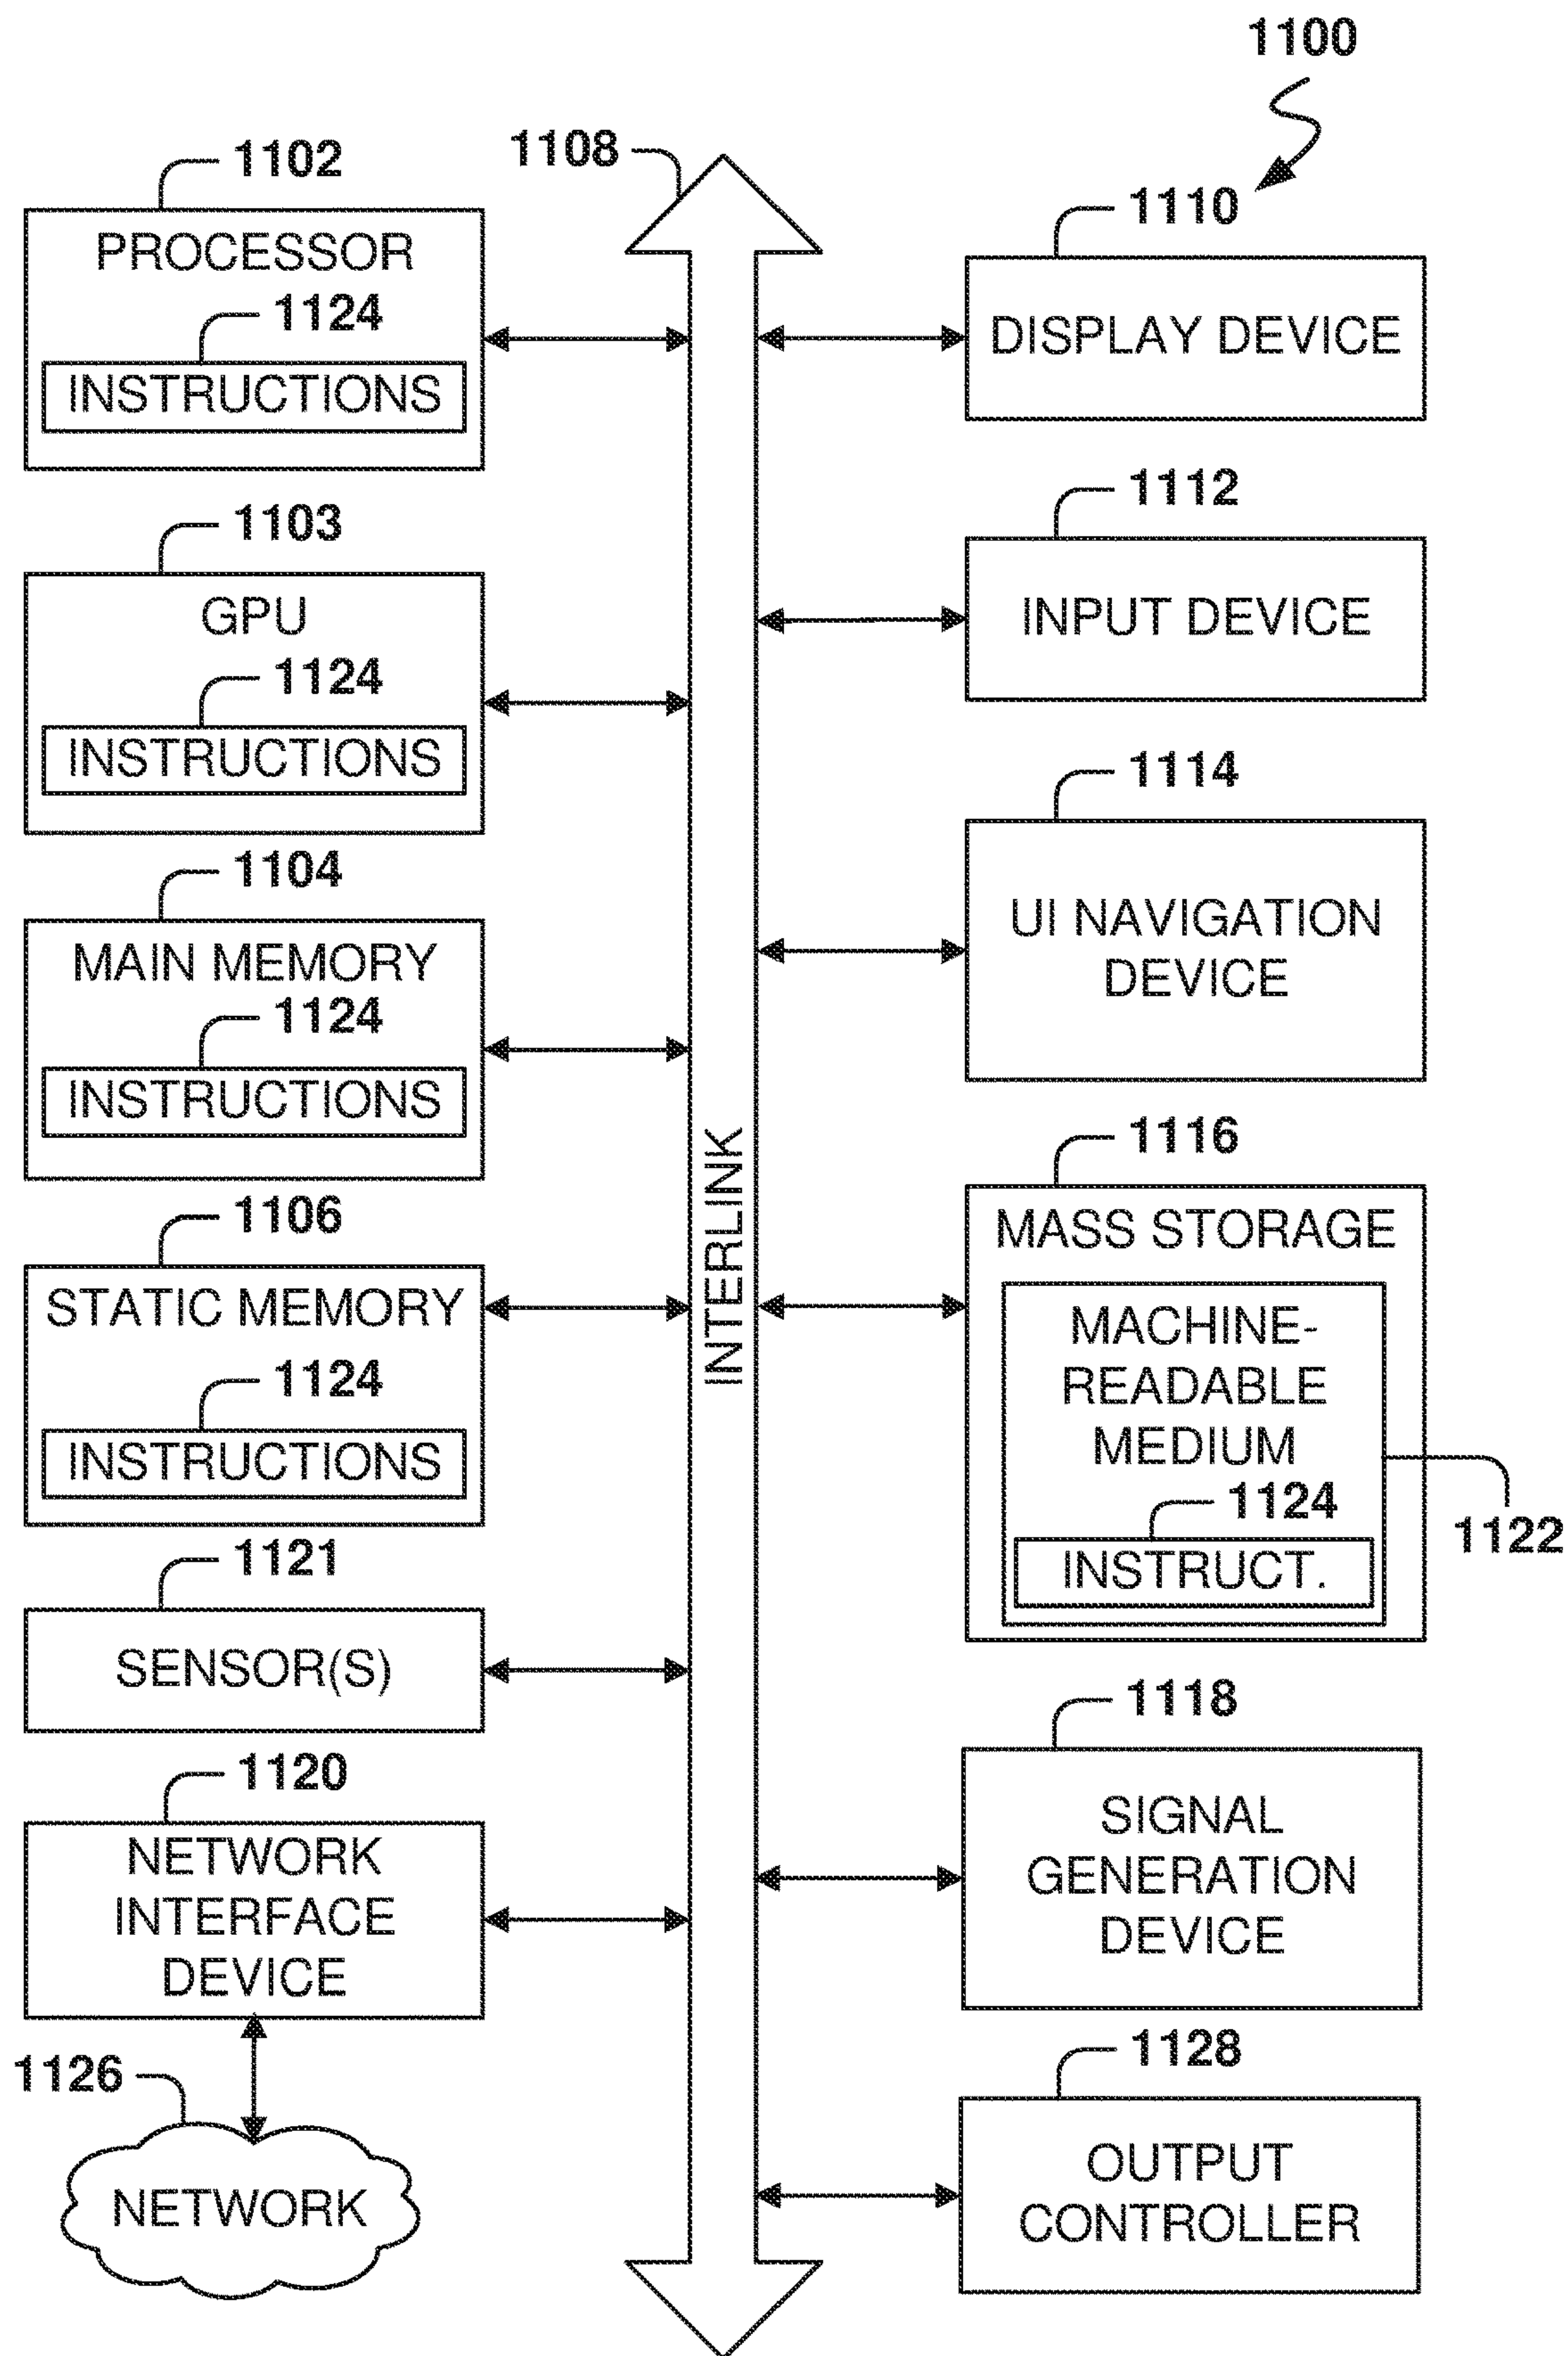 1100
1102
PROCESSOR
1124
INSTRUCTIONS
1103
GPU
1124
INSTRUCTIONS
1104
MAIN MEMORY
1124
INSTRUCTIONS
1106
STATIC MEMORY
1124
INSTRUCTIONS
1121
SENSOR(S)
1120
NETWORK
INTERFACE
DEVICE
1126
NETWORK
1108
INTERLINK
1110
DISPLAY DEVICE
1112
INPUT DEVICE
1114
UI NAVIGATION
DEVICE
1116
MASS STORAGE
MACHINE-
READABLE
MEDIUM
1124
INSTRUCT.
1122
1118
SIGNAL
GENERATION
DEVICE
1128
OUTPUT
CONTROLLER